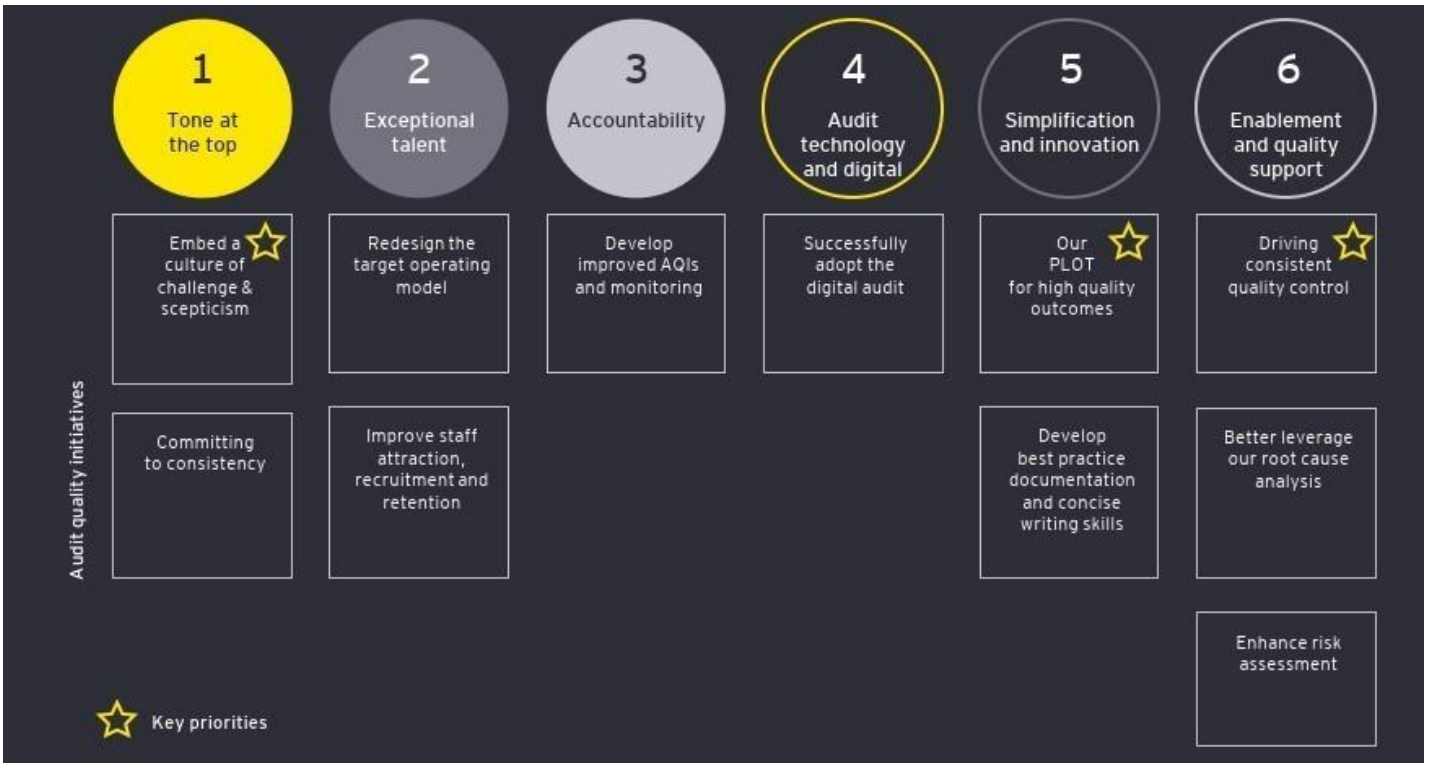 1
Tone at
the top
2
Exceptional
talent
3
Accountability
4
Audit
technology
and digital
5
Simplification
and innovation
6
Enablement
and quality
support
Audit quality initiatives
Embed a
culture of
challenge &
scepticism
Redesign the
target operating
model
Develop
improved AQIs
and monitoring
Successfully
adopt the
digital audit
Our
PLOT
for high quality
outcomes
Driving
consistent
quality control
Committing
to consistency
Improve staff
attraction,
recruitment and
retention
Develop
best practice
documentation
and concise
writing skills
Better leverage
our root cause
analysis
Enhance risk
assessment
Key priorities